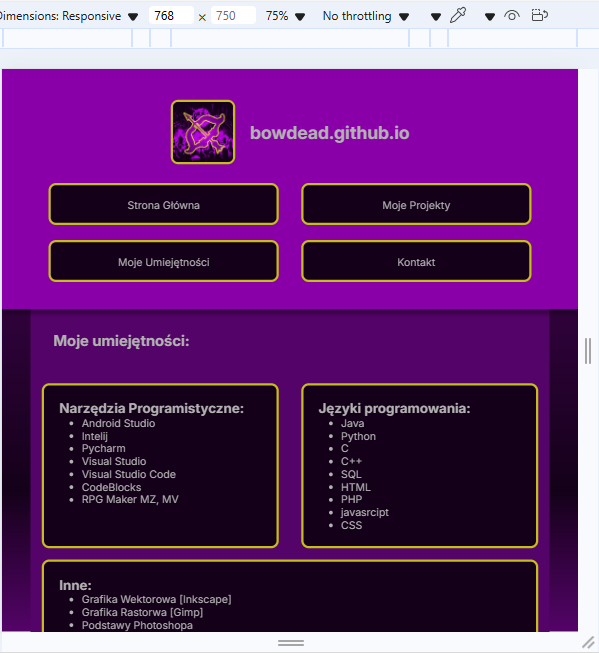 Dimensions: Responsive ▼ 768 × 750 75% ▼ No throttling ▼
bowdead.github.io
Strona Główna
Moje Projekty
Moje Umiejętności
Kontakt
Moje umiejętności:
Narzędzia Programistyczne:
• Android Studio
• Intelij
• Pycharm
• Visual Studio
• Visual Studio Code
• CodeBlocks
• RPG Maker MZ, MV
Języki programowania:
• Java
• Python
• C
• C++
• SQL
• HTML
• PHP
• javasrcipt
• CSS
Inne:
• Grafika Wektorowa [Inkscape]
• Grafika Rastorwa [Gimp]
• Podstawy Photoshopa